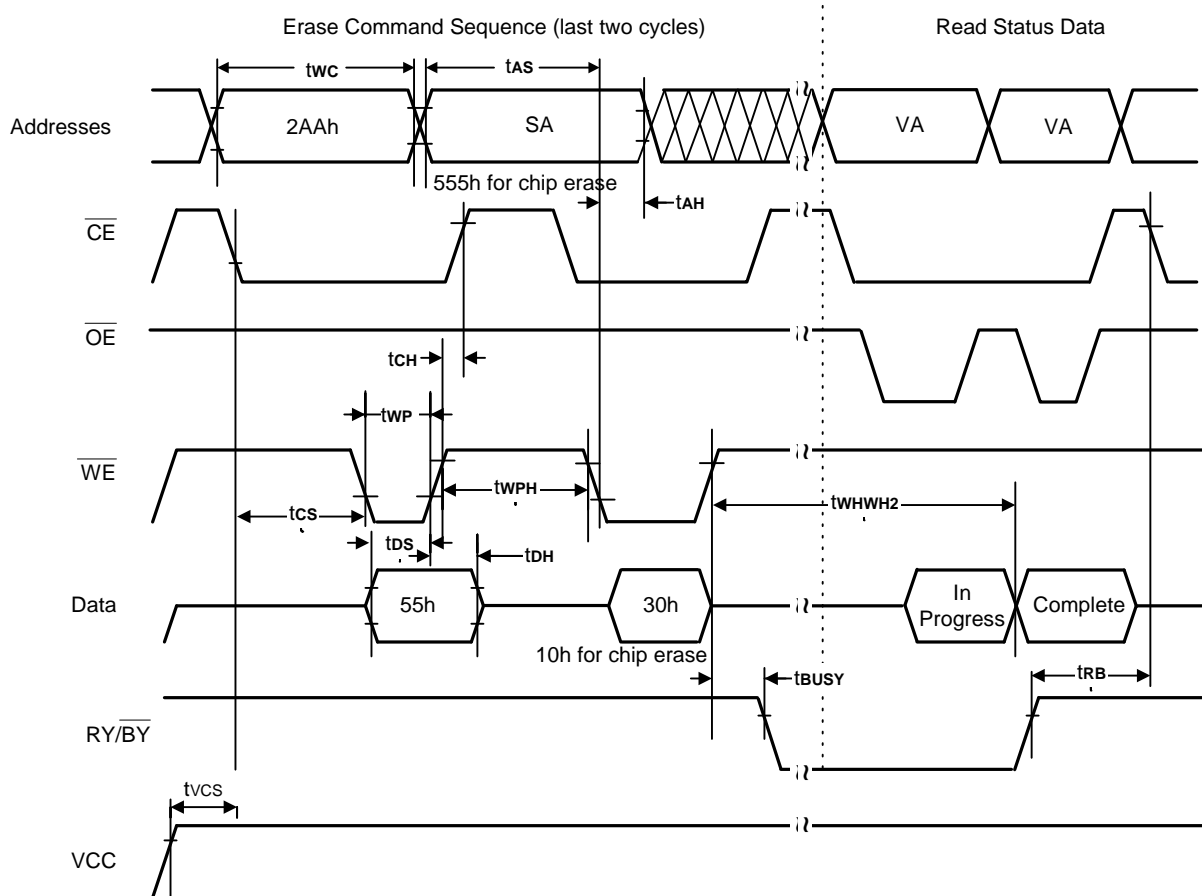 Erase Command Sequence (last two cycles) Read Status Data
tWC tAS
Addresses 2AAh SA VA VA
555h for chip erase
tAH
CE
OE
tCH
tWP
WE
tWPH
tCS tWHWH2
tDS tDH
Data 55h 30h In Progress Complete
10h for chip erase
tBUSY tRB
RY/BY
tVCS
VCC